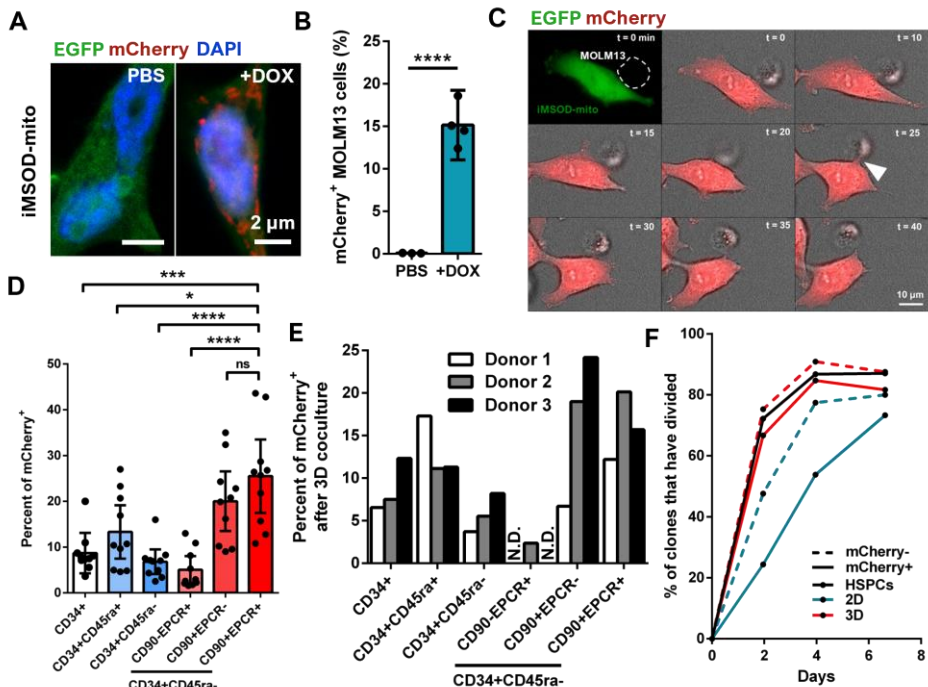 A
EGFP mCherry DAPI
PBS
+DOX
iMSOD-mito
2 µm
B
mCherry+ MOLM13 cells (%)
25
20
15
10
5
0
****
PBS +DOX
C
EGFP mCherry
t = 0 min
MOLM13
iMSOD-mito
t = 0
t = 10
t = 15
t = 20
t = 25
t = 30
t = 35
t = 40
10 µm
D
***
*
****
****
ns
Percent of mCherry+
50
40
30
20
10
0
CD34+
CD34+CD45ra+
CD34+CD45ra-
CD90-EPCR+
CD90+EPCR-
CD90+EPCR+
CD34+CD45ra-
E
Percent of mCherry+
after 3D coculture
25
20
15
10
5
0
Donor 1
Donor 2
Donor 3
N.D.
N.D.
CD34+
CD34+CD45ra+
CD34+CD45ra-
CD90-EPCR+
CD90+EPCR-
CD90+EPCR+
CD34+CD45ra-
F
% of clones that have divided
100
80
60
40
20
0
mCherry-
mCherry+
HSPCs
2D
3D
0 2 4 6 8
Days